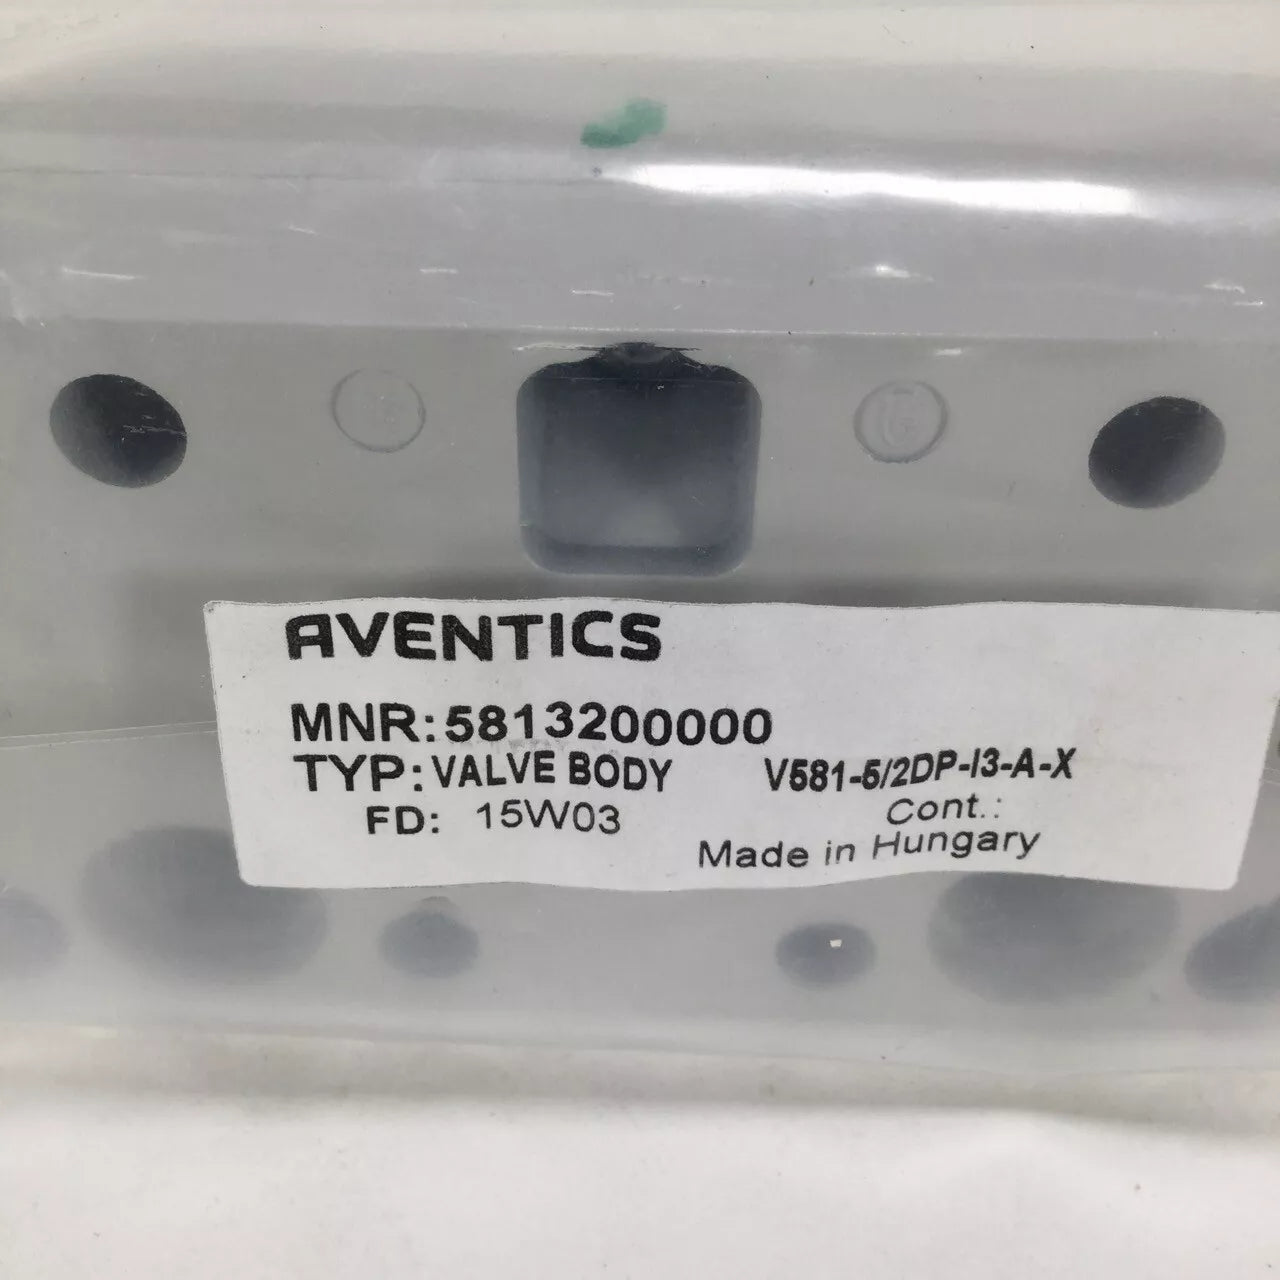 AVENTICS
MNR:5813200000
TYP:VALVE BODY V581-5/2DP-I3-A-X
FD: 15W03 Cont.:
Made in Hungary